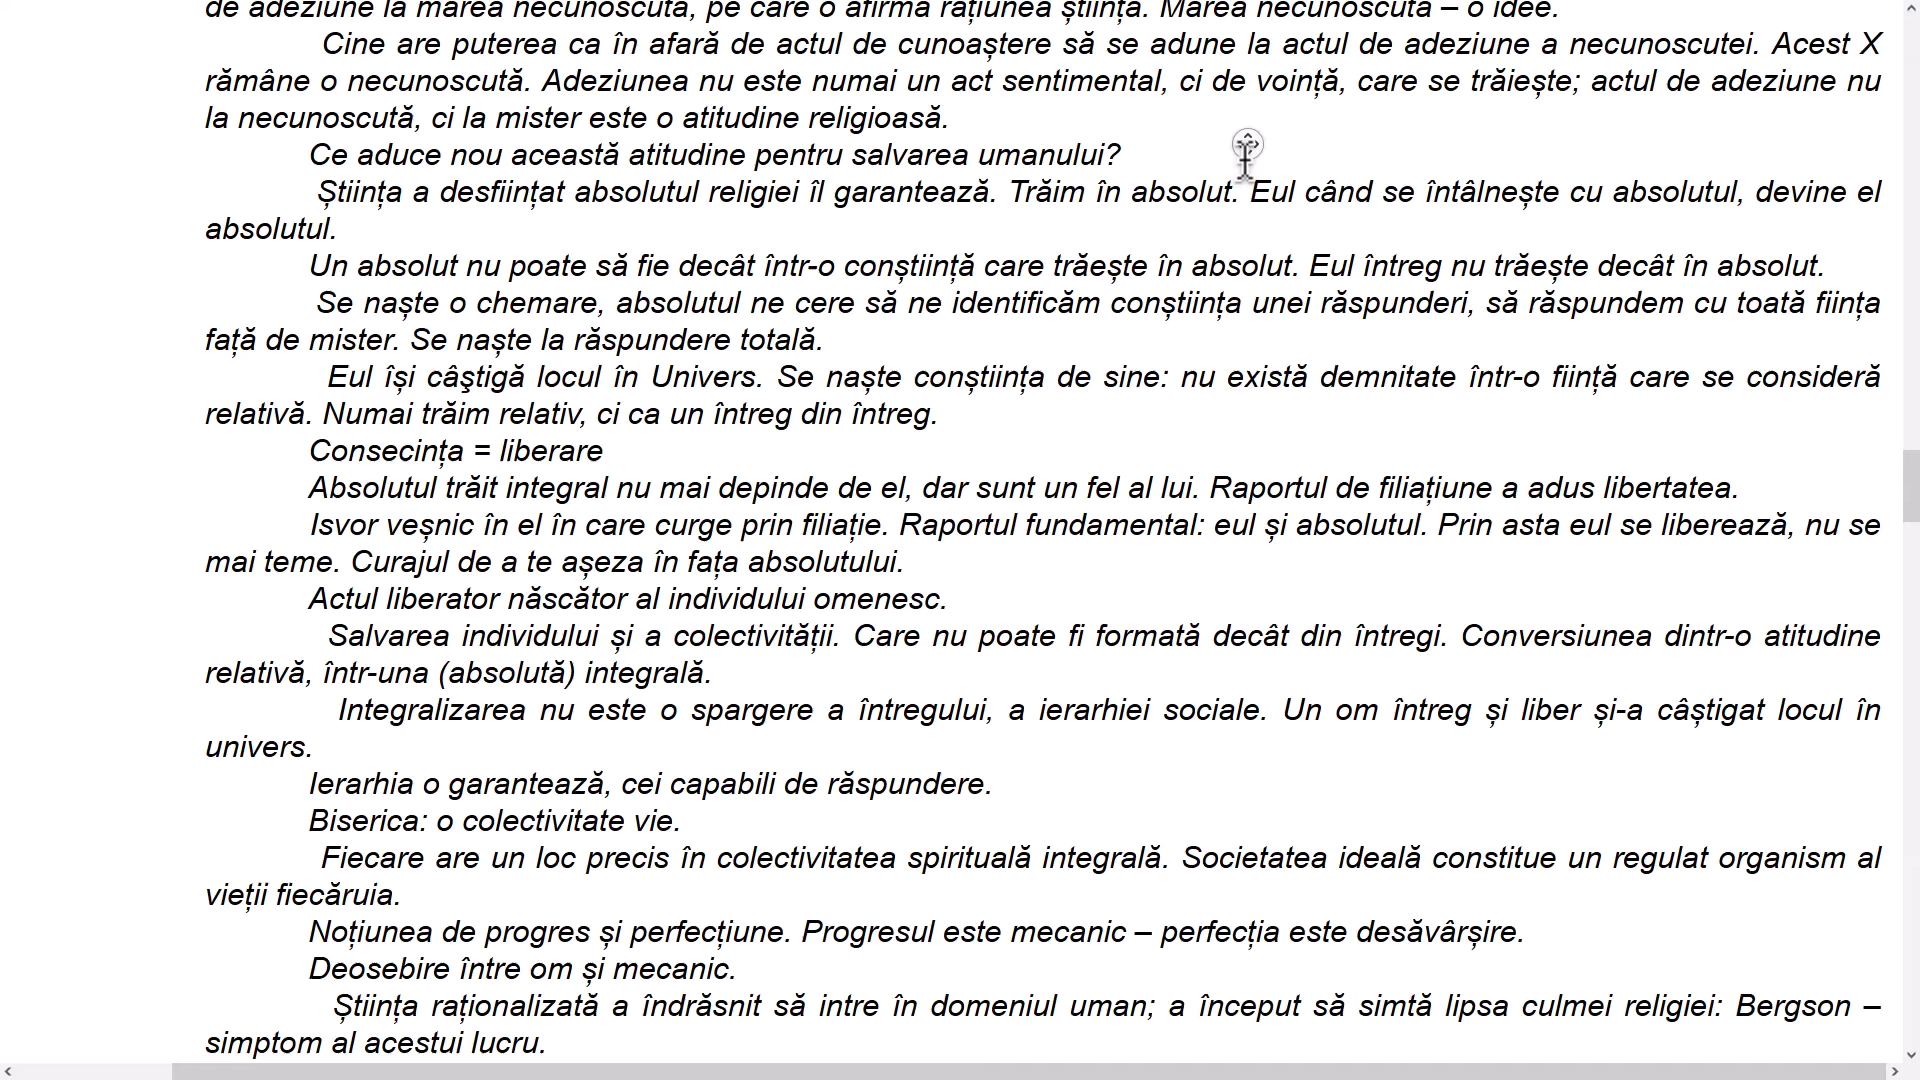 de adeziune la marea necunoscută, pe care o afirmă rațiunea știința. Marea necunoscută – o idee.
Cine are puterea ca în afară de actul de cunoaștere să se adune la actul de adeziune a necunoscutei. Acest X
rămâne o necunoscută. Adeziunea nu este numai un act sentimental, ci de voință, care se trăiește; actul de adeziune nu
la necunoscută, ci la mister este o atitudine religioasă.
Ce aduce nou această atitudine pentru salvarea umanului?
Știința a desființat absolutul religiei îl garantează. Trăim în absolut. Eul când se întâlnește cu absolutul, devine el
absolutul.
Un absolut nu poate să fie decât într-o conștiință care trăește în absolut. Eul întreg nu trăește decât în absolut.
Se naște o chemare, absolutul ne cere să ne identificăm conștiința unei răspunderi, să răspundem cu toată ființa
față de mister. Se naște la răspundere totală.
Eul își câştigă locul în Univers. Se naște conștiința de sine: nu există demnitate într-o ființă care se consideră
relativă. Numai trăim relativ, ci ca un întreg din întreg.
Consecința = liberare
Absolutul trăit integral nu mai depinde de el, dar sunt un fel al lui. Raportul de filiațiune a adus libertatea.
Isvor veșnic în el în care curge prin filiație. Raportul fundamental: eul și absolutul. Prin asta eul se liberează, nu se
mai teme. Curajul de a te așeza în fața absolutului.
Actul liberator născător al individului omenesc.
Salvarea individului și a colectivității. Care nu poate fi formată decât din întregi. Conversiunea dintr-o atitudine
relativă, într-una (absolută) integrală.
Integralizarea nu este o spargere a întregului, a ierarhiei sociale. Un om întreg și liber și-a câștigat locul în
univers.
Ierarhia o garantează, cei capabili de răspundere.
Biserica: o colectivitate vie.
Fiecare are un loc precis în colectivitatea spirituală integrală. Societatea ideală constitue un regulat organism al
vieții fiecăruia.
Noțiunea de progres și perfecțiune. Progresul este mecanic – perfecția este desăvârșire.
Deosebire între om și mecanic.
Știința raționalizată a îndrăsnit să intre în domeniul uman; a început să simtă lipsa culmei religiei: Bergson –
simptom al acestui lucru.